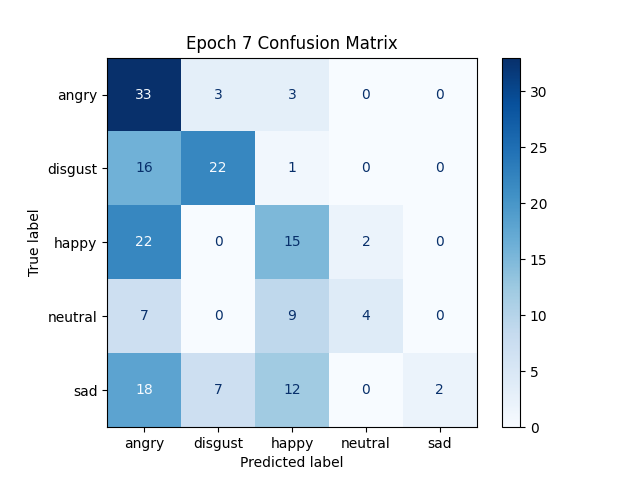 Epoch 7 Confusion Matrix
angry 33 3 3 0 0
disgust 16 22 1 0 0
happy 22 0 15 2 0
neutral 7 0 9 4 0
sad 18 7 12 0 2
angry disgust happy neutral sad
Predicted label
True label
30
25
20
15
10
5
0